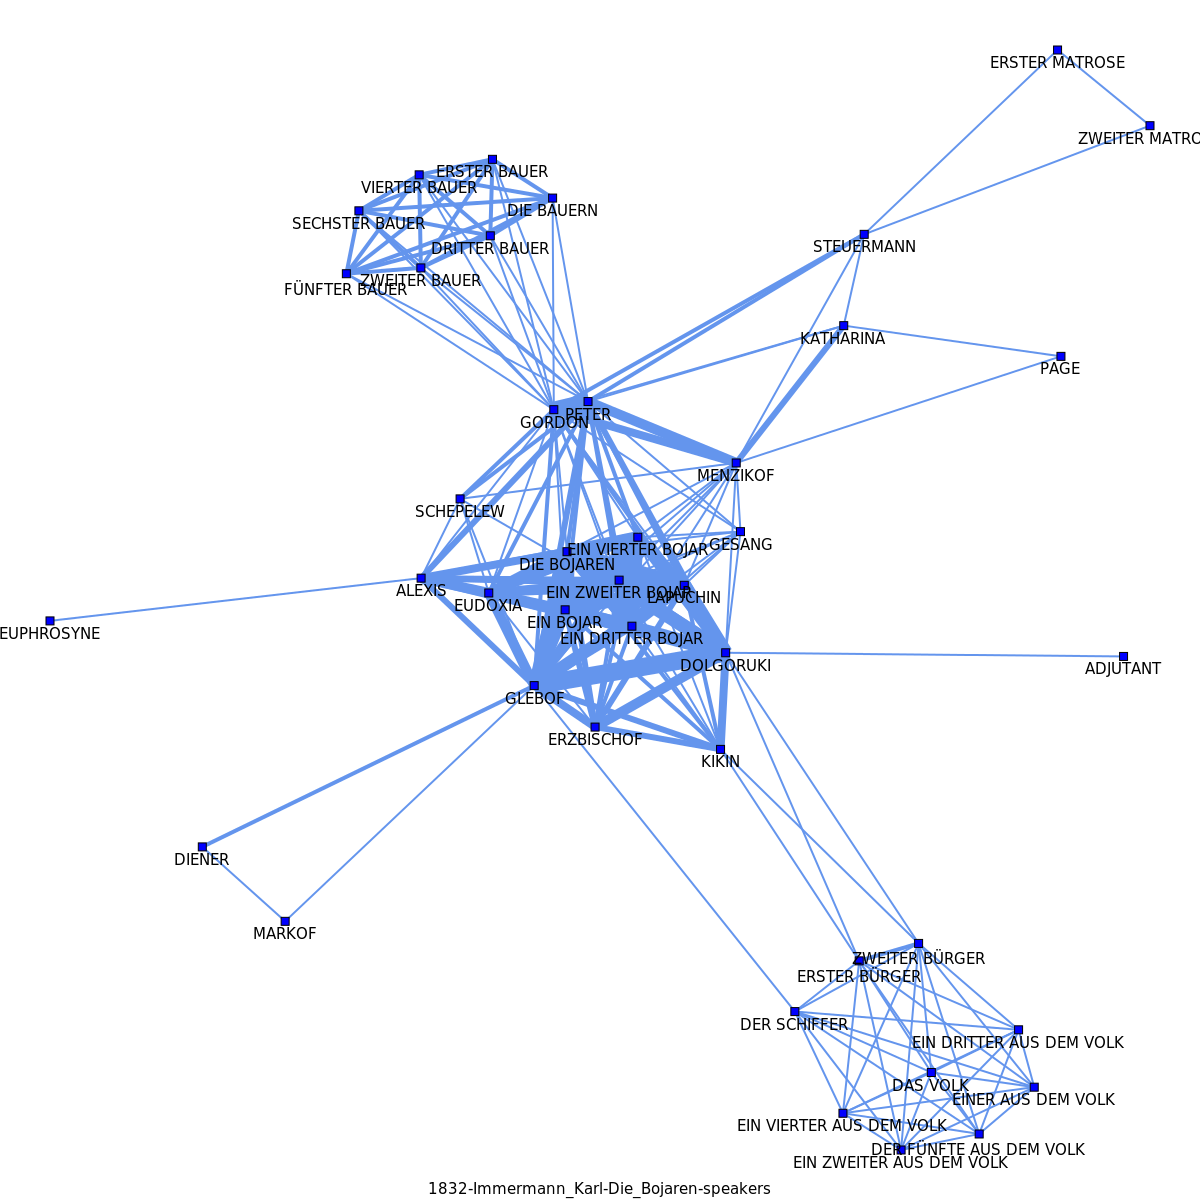 ERSTER MATROSE
ZWEITER MATRO
ERSTER BAUER
VIERTER BAUER
DIE BAUERN
SECHSTER BAUER
DRITTER BAUER
STEUERMANN
ZWEITER BAUER
FÜNFTER BAUER
KATHARINA
PAGE
PETER
GORDON
MENZIKOF
SCHEPELEW
GESANG
EIN VIERTER BOJAR
DIE BOJAREN
ALEXIS
EIN ZWEITER BOJAR
LAPUCHIN
EUDOXIA
EIN BOJAR
EUPHROSYNE
EIN DRITTER BOJAR
DOLGORUKI
ADJUTANT
GLEBOF
ERZBISCHOF
KIKIN
DIENER
MARKOF
ZWEITER BÜRGER
ERSTER BÜRGER
DER SCHIFFER
EIN DRITTER AUS DEM VOLK
DAS VOLK
EINER AUS DEM VOLK
EIN VIERTER AUS DEM VOLK
DER FÜNFTE AUS DEM VOLK
EIN ZWEITER AUS DEM VOLK
1832-Immermann_Karl-Die_Bojaren-speakers